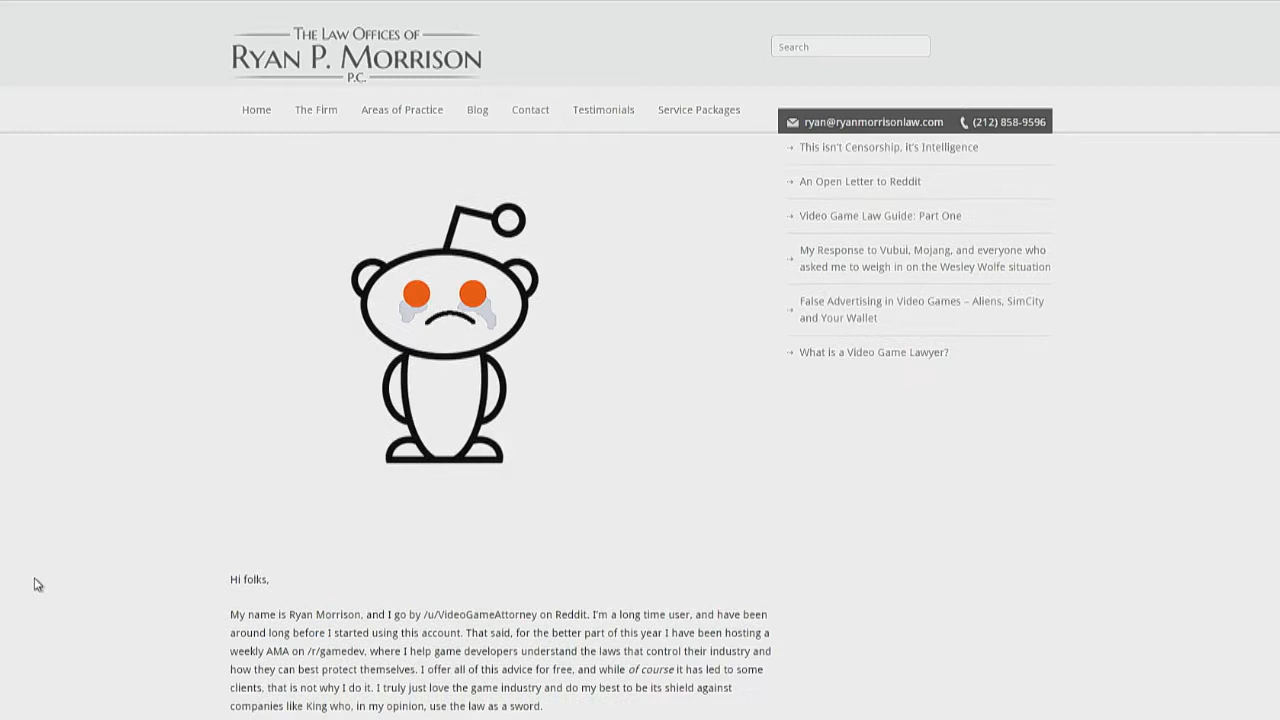 THE LAW OFFICES OF
RYAN P. MORRISON
P.C.
Search
Home The Firm Areas of Practice Blog Contact Testimonials Service Packages
ryan@ryanmorrisonlaw.com (212) 858-9596
This isn't Censorship, it's Intelligence
An Open Letter to Reddit
Video Game Law Guide: Part One
My Response to Vubui, Mojang, and everyone who
asked me to weigh in on the Wesley Wolfe situation
False Advertising in Video Games – Aliens, SimCity
and Your Wallet
What is a Video Game Lawyer?
Hi folks,
My name is Ryan Morrison, and I go by /u/VideoGameAttorney on Reddit. I'm a long time user, and have been
around long before I started using this account. That said, for the better part of this year I have been hosting a
weekly AMA on /r/gamedev, where I help game developers understand the laws that control their industry and
how they can best protect themselves. I offer all of this advice for free, and while of course it has led to some
clients, that is not why I do it. I truly just love the game industry and do my best to be its shield against
companies like King who, in my opinion, use the law as a sword.